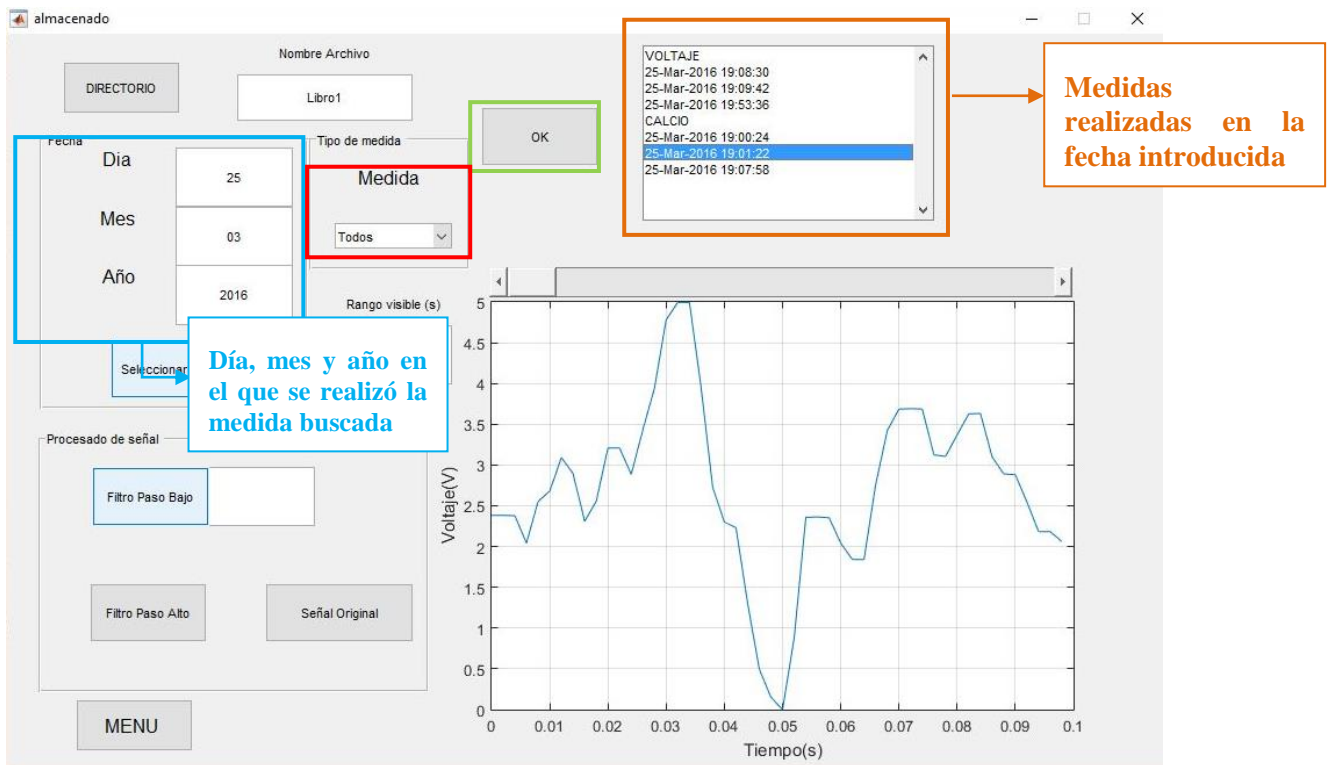 almacenado
Nombre Archivo
DIRECTORIO
Libro1
OK
VOLTAJE
25-Mar-2016 19:08:30
25-Mar-2016 19:09:42
25-Mar-2016 19:53:36
CALCIO
25-Mar-2016 19:00:24
25-Mar-2016 19:01:22
25-Mar-2016 19:07:58
Medidas
realizadas en la
fecha introducida
Fecha
Dia
25
Mes
03
Año
2016
Tipo de medida
Medida
Todos
Rango visible (s)
Seleccionar
Día, mes y año en
el que se realizó la
medida buscada
Procesado de señal
Filtro Paso Bajo
Filtro Paso Alto
Señal Original
MENU
Voltaje(V)
5
4.5
4
3.5
3
2.5
2
1.5
1
0.5
0
0 0.01 0.02 0.03 0.04 0.05 0.06 0.07 0.08 0.09 0.1
Tiempo(s)